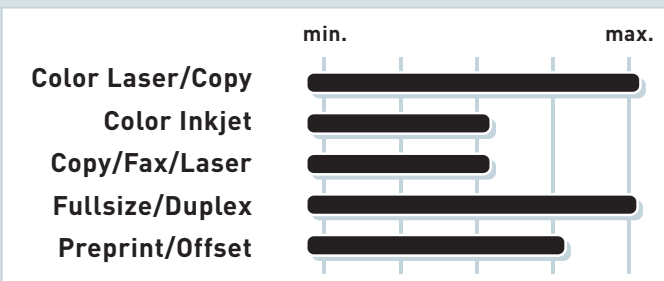 min. max.
Color Laser/Copy
Color Inkjet
Copy/Fax/Laser
Fullsize/Duplex
Preprint/Offset